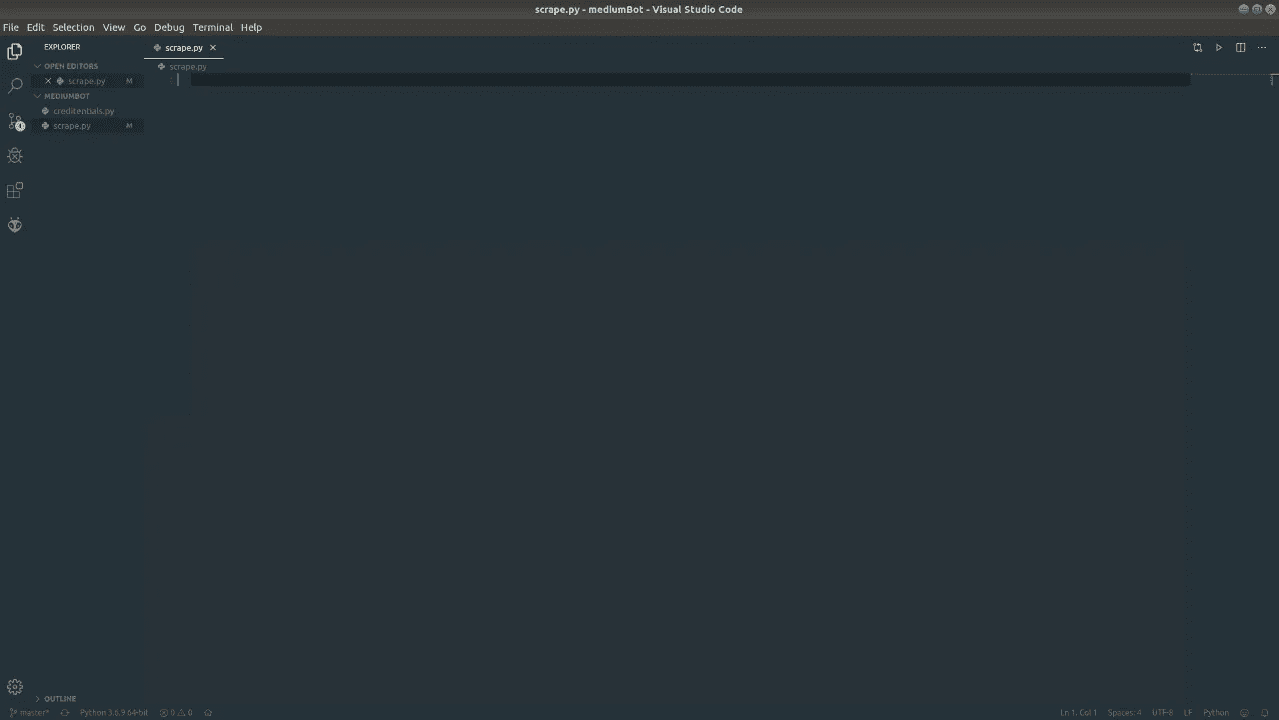 scrape.py - mediumBot - Visual Studio Code
File Edit Selection View Go Debug Terminal Help
EXPLORER
scrape.py
OPEN EDITORS
scrape.py
scrape.py M
MEDIUMBOT
creditentials.py
scrape.py M
OUTLINE
master* Python 3.6.9 64-bit 0 0 Ln 1, Col 1 Spaces: 4 UTF-8 LF Python